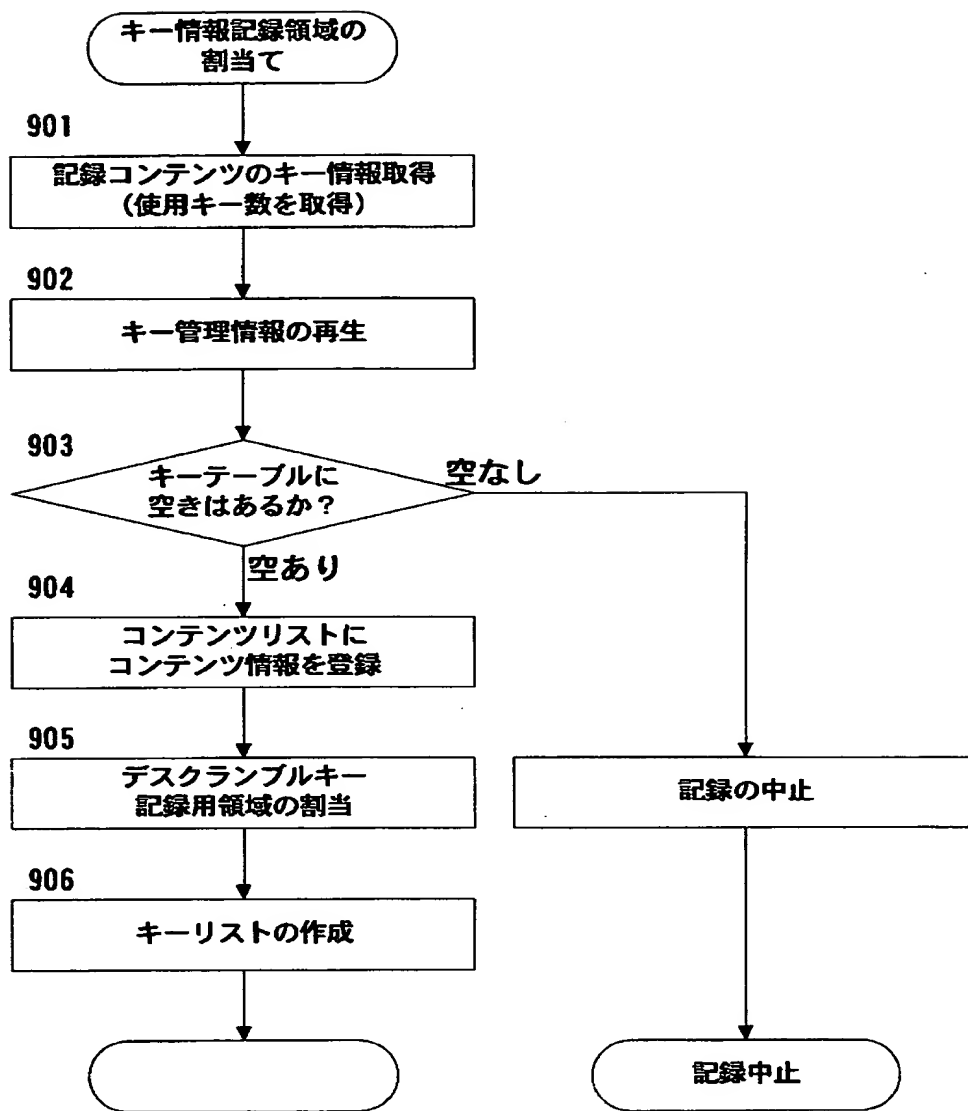 キー情報記録領域の
割当て
901
記録コンテンツのキー情報取得
（使用キー数を取得）
902
キー管理情報の再生
903
キーテーブルに
空きはあるか？
空なし
空あり
904
コンテンツリストに
コンテンツ情報を登録
905
デスクランブルキー
記録用領域の割当
記録の中止
906
キーリストの作成
記録中止